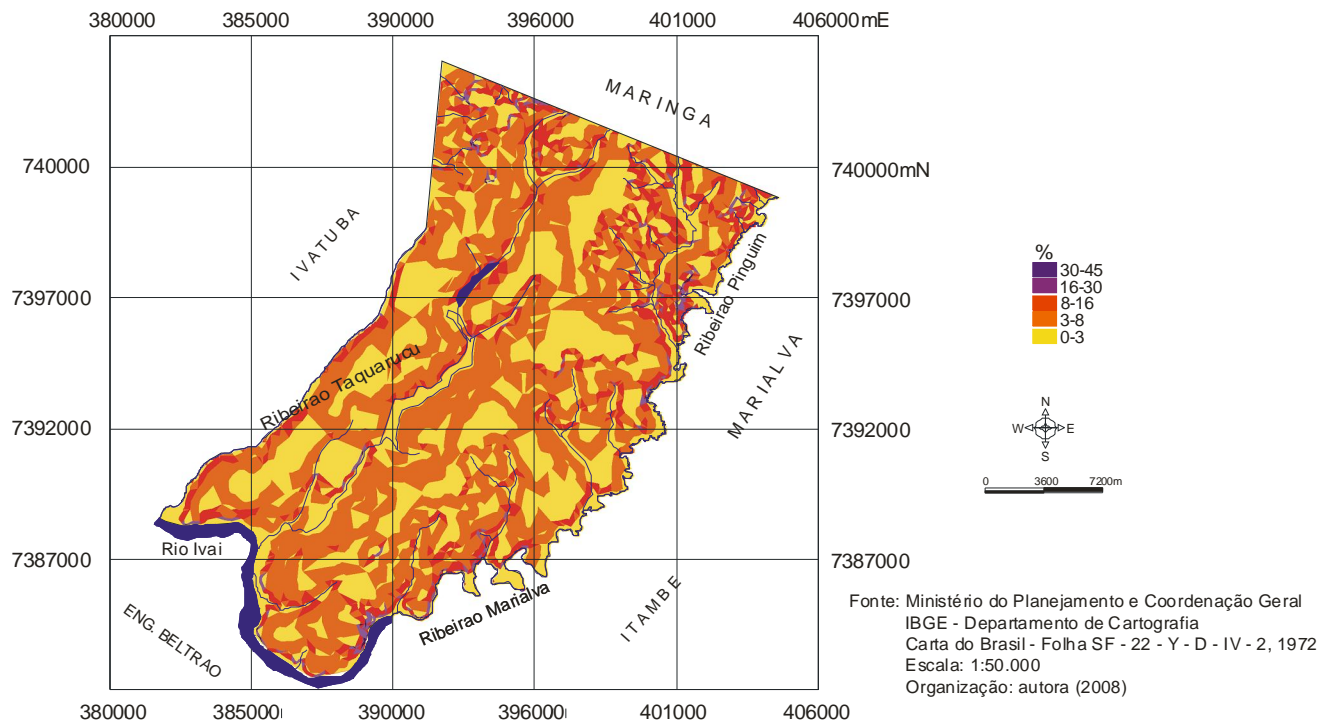 380000 385000 390000 396000 401000 406000 mE
MARINGA
740000 740000mN
IVATUBA
Ribeirao Pinguim
%
30-45
16-30
8-16
3-8
0-3
7397000 7397000
MARIALVA
Ribeirao Taquarucu
N
W E
S
7392000 7392000
0 3600 7200m
Rio Ivai
7387000 7387000
ENG. BELTRAO
Ribeirao Marialva
ITAMBE
Fonte: Ministério do Planejamento e Coordenação Geral
IBGE - Departamento de Cartografia
Carta do Brasil - Folha SF - 22 - Y - D - IV - 2, 1972
Escala: 1:50.000
Organização: autora (2008)
380000 385000 390000 396000 401000 406000